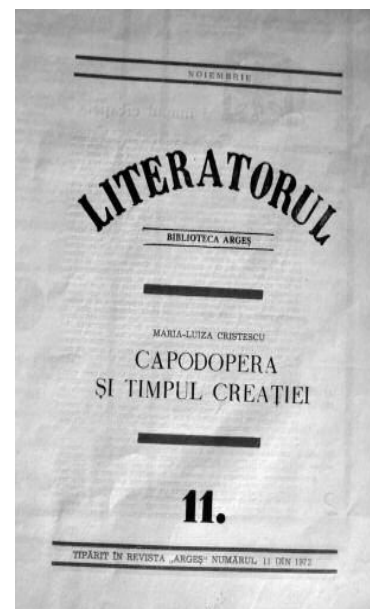 NOIEMBRIE
LITERATORUL
BIBLIOTECA ARGEȘ
MARIA-LUIZA CRISTESCU
CAPODOPERA
ȘI TIMPUL CREAȚIEI
11.
TIPĂRIT ÎN REVISTA „ARGEȘ“ NUMĂRUL 11 DIN 1972